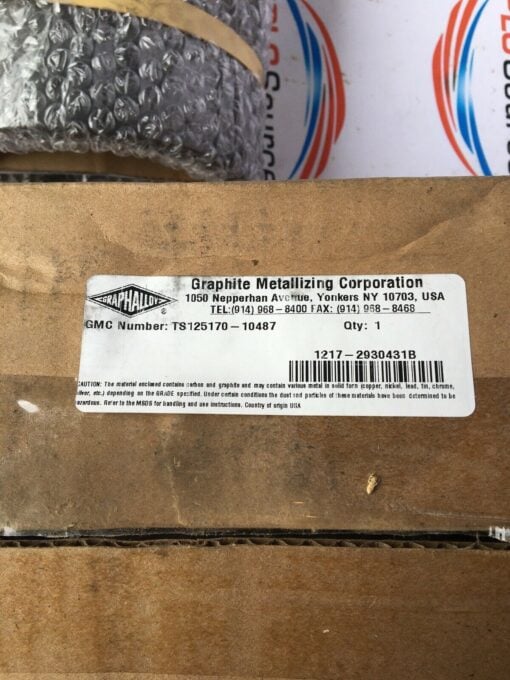 PLC Source
PLC Source
GRAPHALLOY
®
Graphite Metallizing Corporation
1050 Nepperhan Avenue, Yonkers NY 10703, USA
TEL:(914) 968-8400 FAX: (914) 968-8468
GMC Number: TS125170-10487 Qty: 1
1217-2930431B
CAUTION: The material enclosed contains carbon and graphite and may contain various metal in solid form (copper, nickel, lead, tin, chrome,
silver, etc.) depending on the GRADE specified. Under certain conditions the dust and particles of these materials have been determined to be
hazardous. Refer to the MSDS for handling and use instructions. Country of origin USA